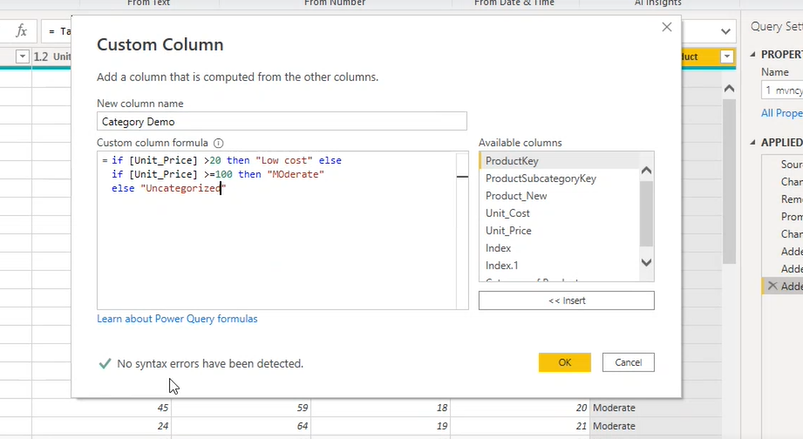 From Text From Number From Date & Time AI Insights
fx = Ta
1.2 Unit
duct
Query Sett
Custom Column
Add a column that is computed from the other columns.
New column name
Category Demo
Custom column formula
= if [Unit_Price] >20 then "Low cost" else
if [Unit_Price] >=100 then "MOderate"
else "Uncategorized"
Available columns
ProductKey
ProductSubcategoryKey
Product_New
Unit_Cost
Unit_Price
Index
Index.1
<< Insert
Learn about Power Query formulas
No syntax errors have been detected.
OK Cancel
PROPERT
Name
1 mvncy
All Prope
APPLIED
Sourc
Chan
Remo
Prom
Chan
Adde
Adde
Adde
45 59 18 20 Moderate
24 64 19 21 Moderate